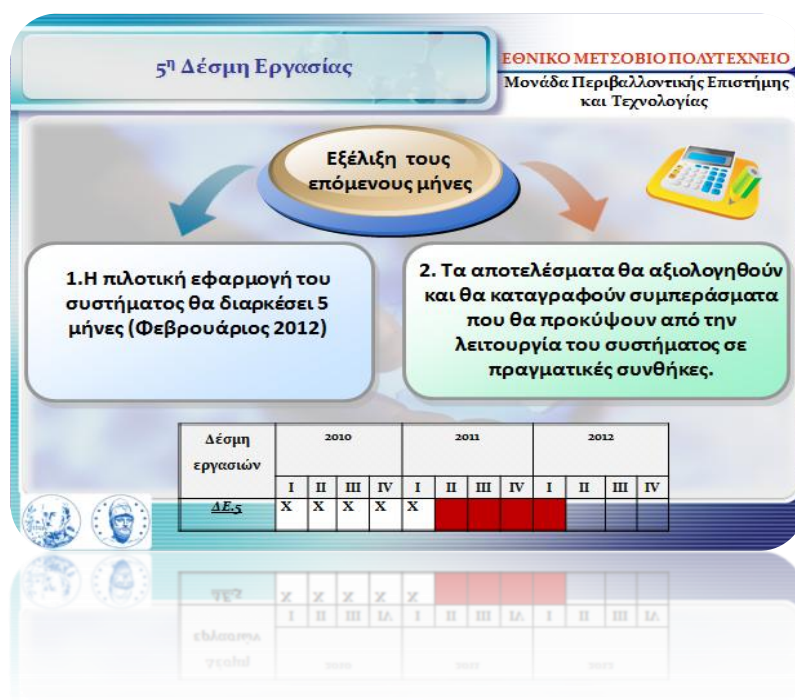 5η Δέσμη Εργασίας
ΕΘΝΙΚΟ ΜΕΤΣΟΒΙΟ ΠΟΛΥΤΕΧΝΕΙΟ
Μονάδα Περιβαλλοντικής Επιστήμης
και Τεχνολογίας
Εξέλιξη τους
επόμενους μήνες
1.Η πιλοτική εφαρμογή του
συστήματος θα διαρκέσει 5
μήνες (Φεβρουάριος 2012)
2. Τα αποτελέσματα θα αξιολογηθούν
και θα καταγραφούν συμπεράσματα
που θα προκύψουν από την
λειτουργία του συστήματος σε
πραγματικές συνθήκες.
Δέσμη 2010 2011 2012
εργασιών
I II III IV I II III IV I II III IV
ΔΕ.5 X X X X X